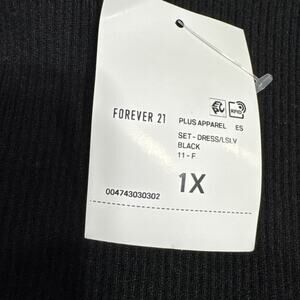 FOREVER 21
PLUS APPAREL ES
SET-DRESS/LSLV
BLACK
11-F
1X
004743030302